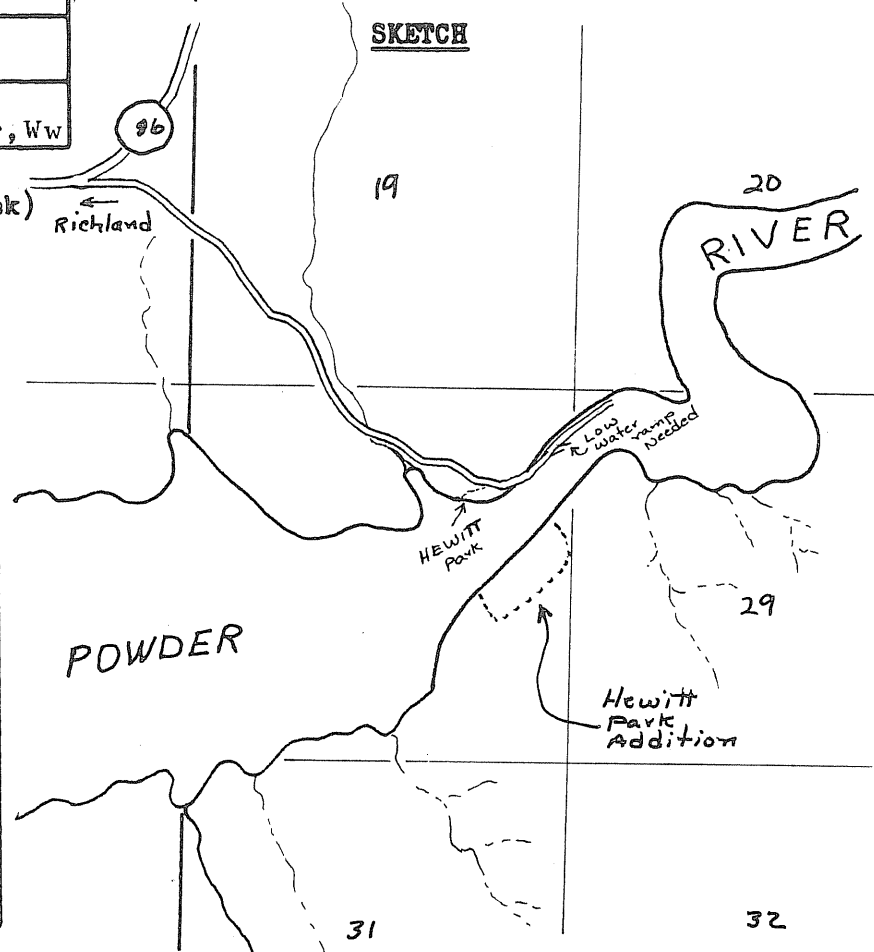 SKETCH
, Ww
86
19
20
k)
Richland
RIVER
Low
water ramp
Needed
HEWITT
Park
29
POWDER
Hewitt
Park
Addition
31
32